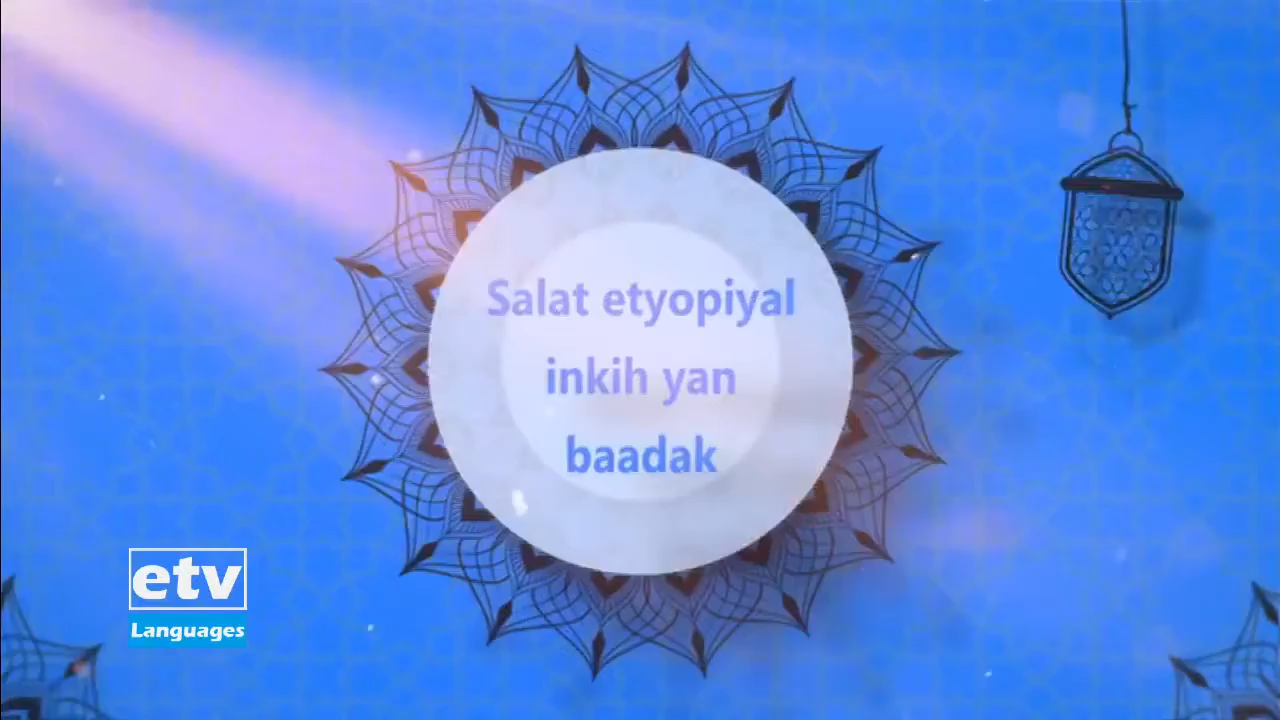 Salat etyopiyal
inkih yan
baadak
etv
Languages